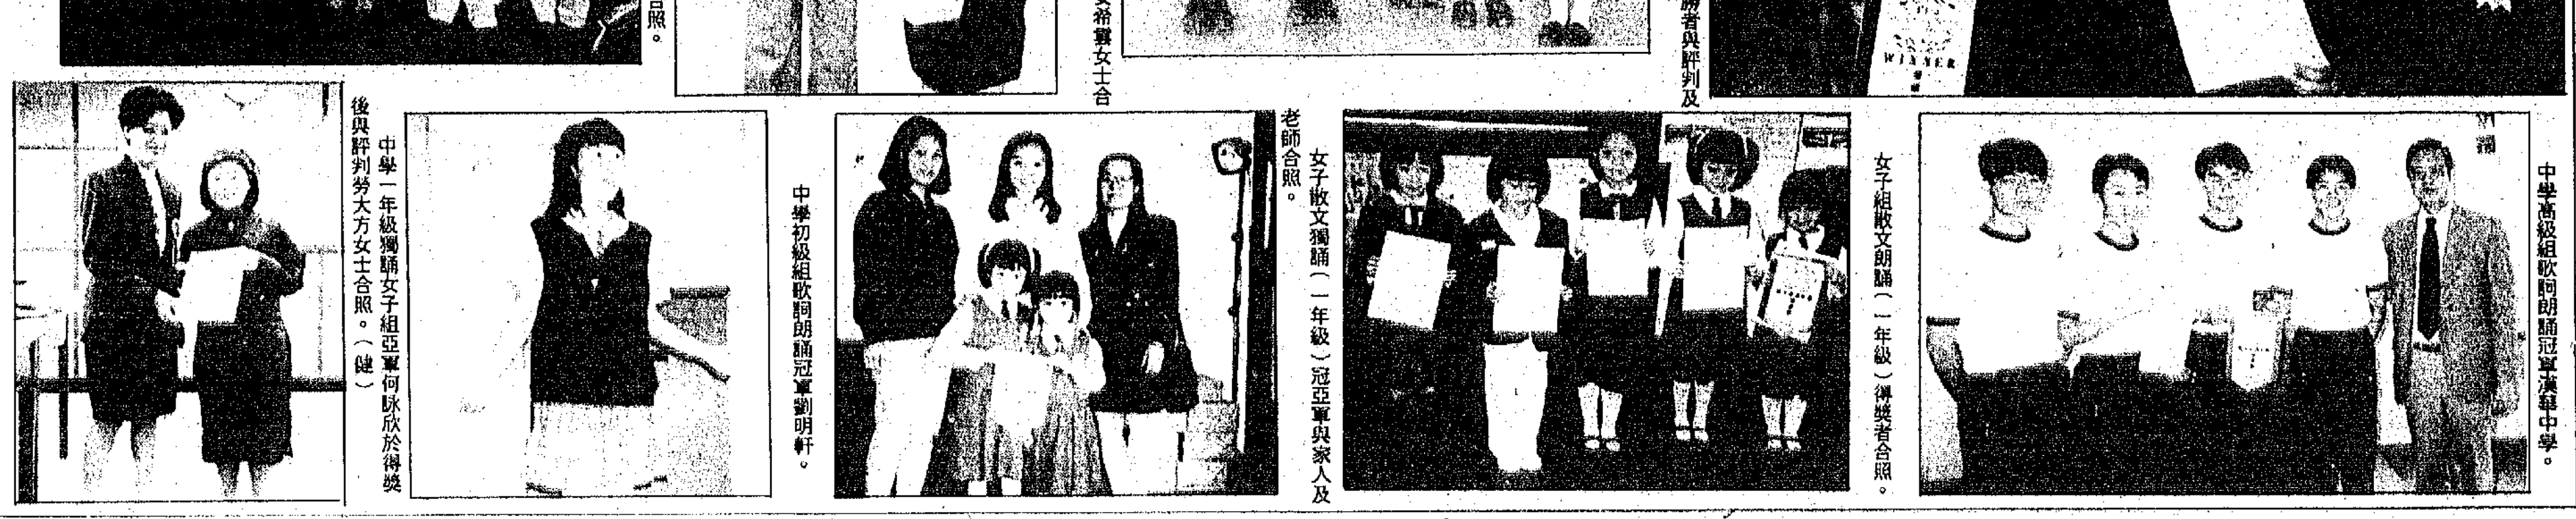 勝者與評判及
希賢女士合
合照。
WINNER
中學高級組歌詞朗誦冠軍漢華中學。
女子組散文朗誦(一年級)得獎者合照。
女子散文獨誦(一年級)冠亞軍與家人及
老師合照。
中學初級組歌詞朗誦冠軍劉明軒。
中學一年級獨誦女子組亞軍何詠欣於得獎
後與評判勞大方女士合照。(健)